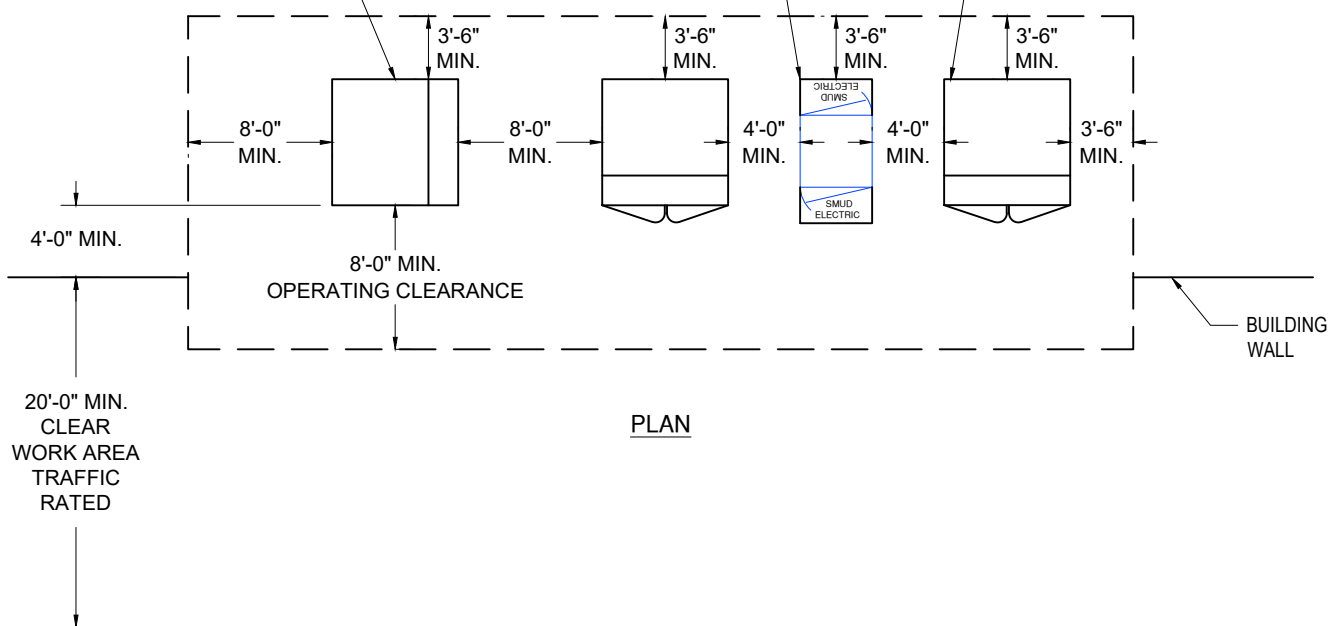 3'-6"
MIN.
3'-6"
MIN.
3'-6"
MIN.
3'-6"
MIN.
SMUD
ELECTRIC
8'-0"
MIN.
8'-0"
MIN.
4'-0"
MIN.
4'-0"
MIN.
3'-6"
MIN.
SMUD
ELECTRIC
4'-0" MIN.
8'-0" MIN.
OPERATING CLEARANCE
BUILDING
WALL
20'-0" MIN.
CLEAR
WORK AREA
TRAFFIC
RATED
PLAN